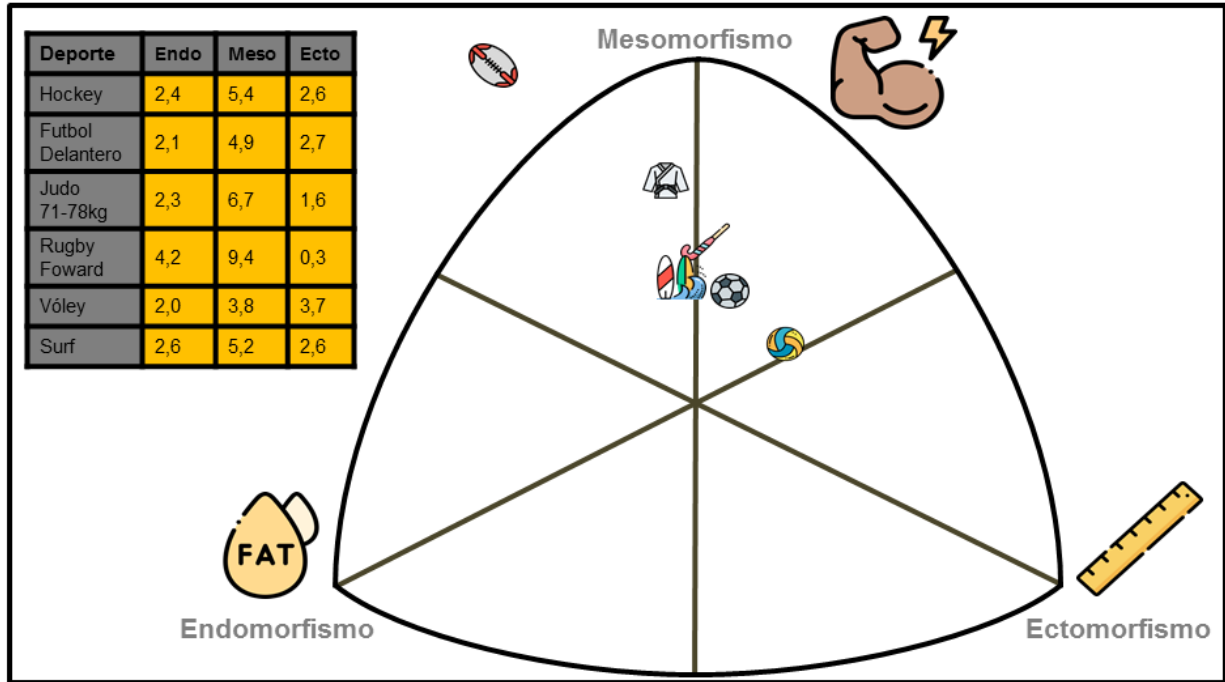 Deporte Endo Meso Ecto
Hockey 2,4 5,4 2,6
Futbol
Delantero 2,1 4,9 2,7
Judo
71-78kg 2,3 6,7 1,6
Rugby
Foward 4,2 9,4 0,3
Vóley 2,0 3,8 3,7
Surf 2,6 5,2 2,6
Mesomorfismo
FAT
Endomorfismo
Ectomorfismo